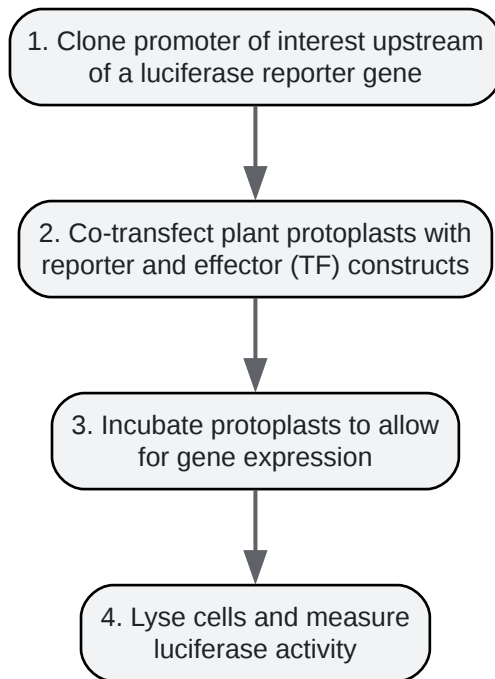 1. Clone promoter of interest upstream
of a luciferase reporter gene
2. Co-transfect plant protoplasts with
reporter and effector (TF) constructs
3. Incubate protoplasts to allow
for gene expression
4. Lyse cells and measure
luciferase activity